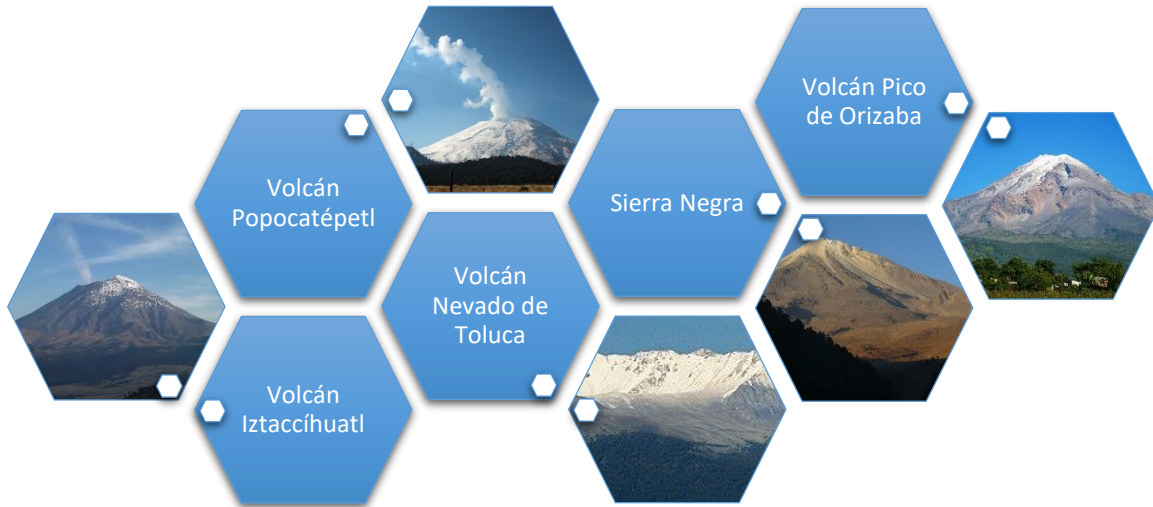 Volcán Pico
de Orizaba
Volcán
Popocatépetl
Sierra Negra
Volcán
Nevado de
Toluca
Volcán
Iztaccíhuatl